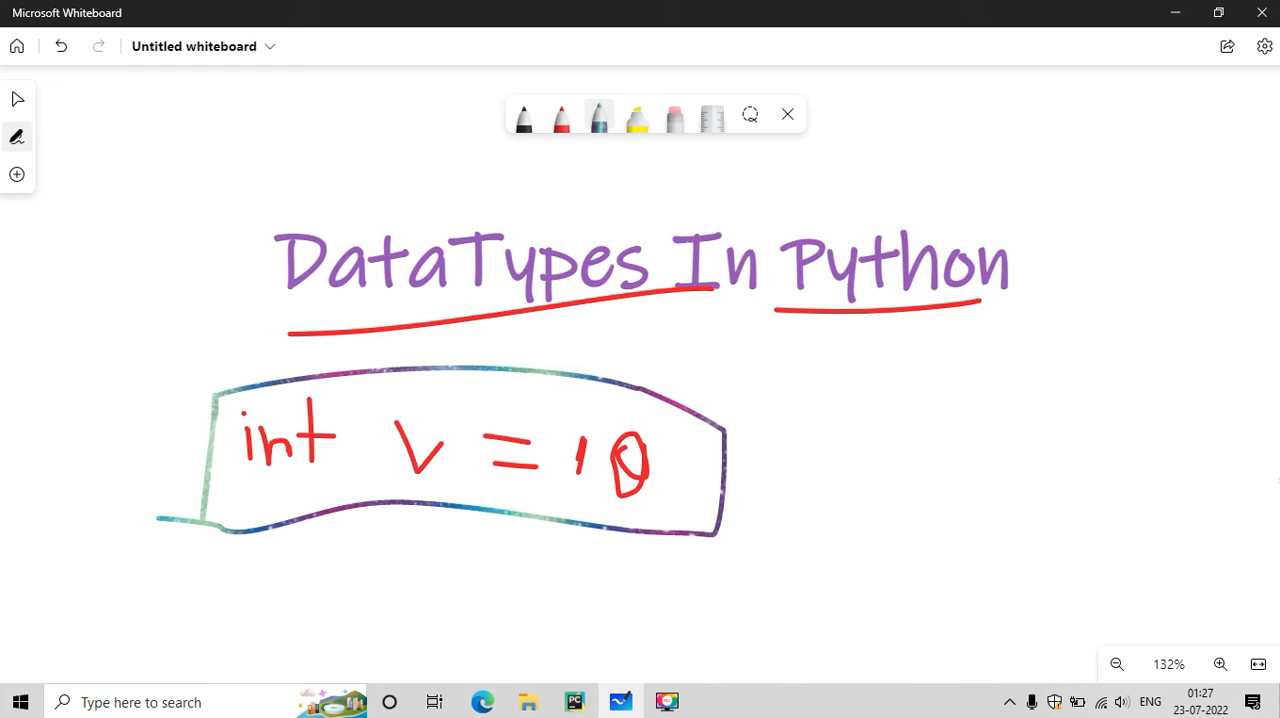 Microsoft Whiteboard
Untitled whiteboard
DataTypes In Python
int v = 10
132%
Type here to search
PC
ENG
01:27
23-07-2022